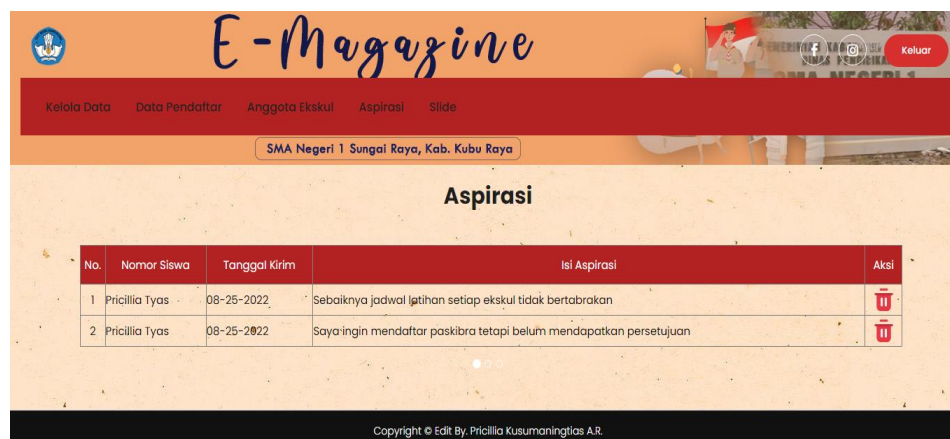 E-Magazine
Keluar
Kelola Data Data Pendaftar Anggota Ekskul Aspirasi Slide
SMA Negeri 1 Sungai Raya, Kab. Kubu Raya
Aspirasi
No. Nomor Siswa Tanggal Kirim Isi Aspirasi Aksi
1 Pricillia Tyas 08-25-2022 Sebaiknya jadwal latihan setiap ekskul tidak bertabrakan
2 Pricillia Tyas 08-25-2022 Saya ingin mendaftar paskibra tetapi belum mendapatkan persetujuan
Copyright © Edit By. Pricillia Kusumaningtias A.R.